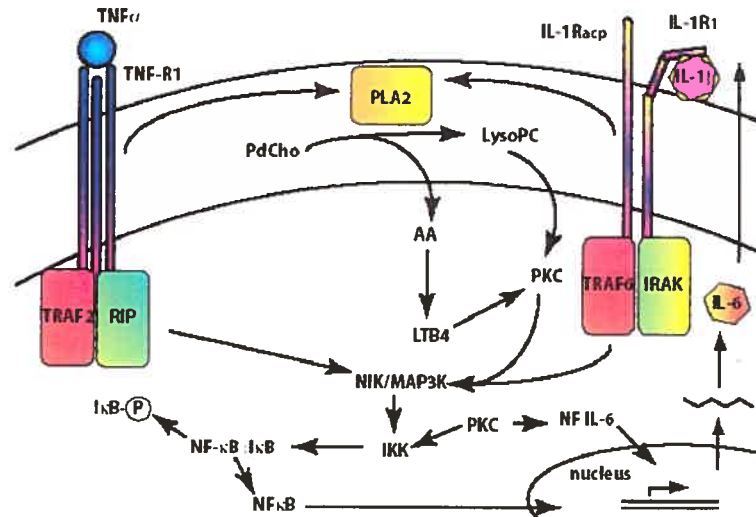 TNFα
IL-1R1
IL-1Racp
TNF-R1
IL-1
PLA2
PdCho
LysoPC
AA
PKC
TRAF2
RIP
TRAF6
IRAK
IL-6
LTB4
NIK/MAP3K
IκB-P
PKC
NF IL-6
NF-κB IκB
IKK
nucleus
NFκB